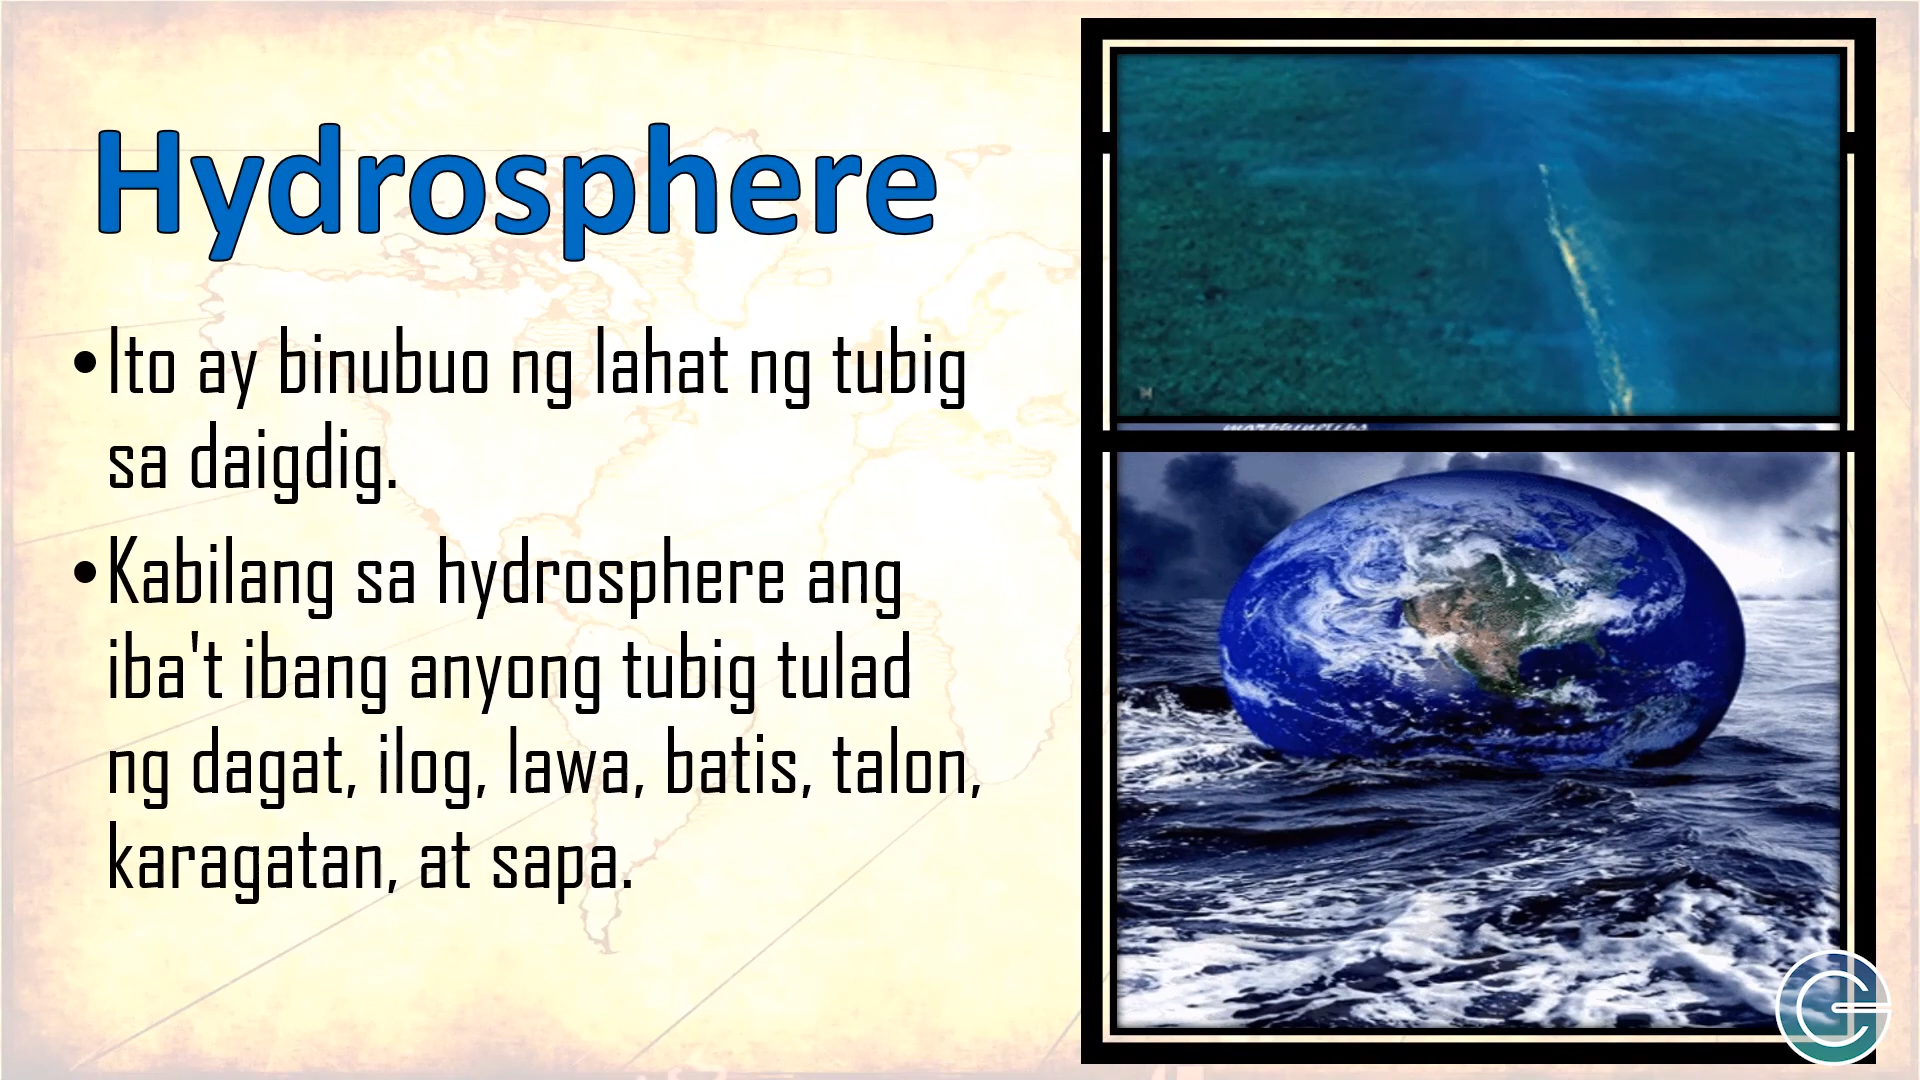 Hydrosphere
•Ito ay binubuo ng lahat ng tubig
sa daigdig.
•Kabilang sa hydrosphere ang
iba't ibang anyong tubig tulad
ng dagat, ilog, lawa, batis, talon,
karagatan, at sapa.